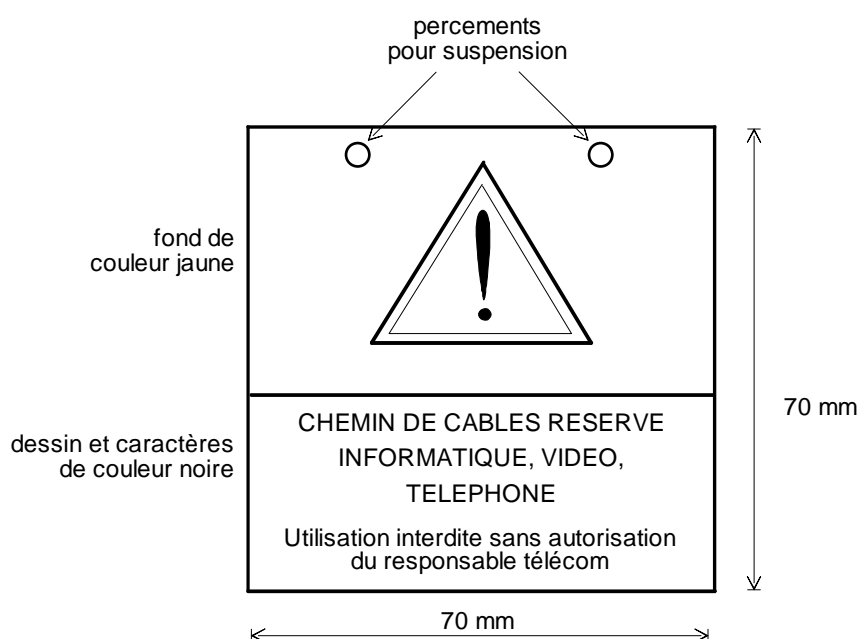 percements
pour suspension
fond de
couleur jaune
dessin et caractères
de couleur noire
CHEMIN DE CABLES RESERVE
INFORMATIQUE, VIDEO,
TELEPHONE
Utilisation interdite sans autorisation
du responsable télécom
70 mm
70 mm